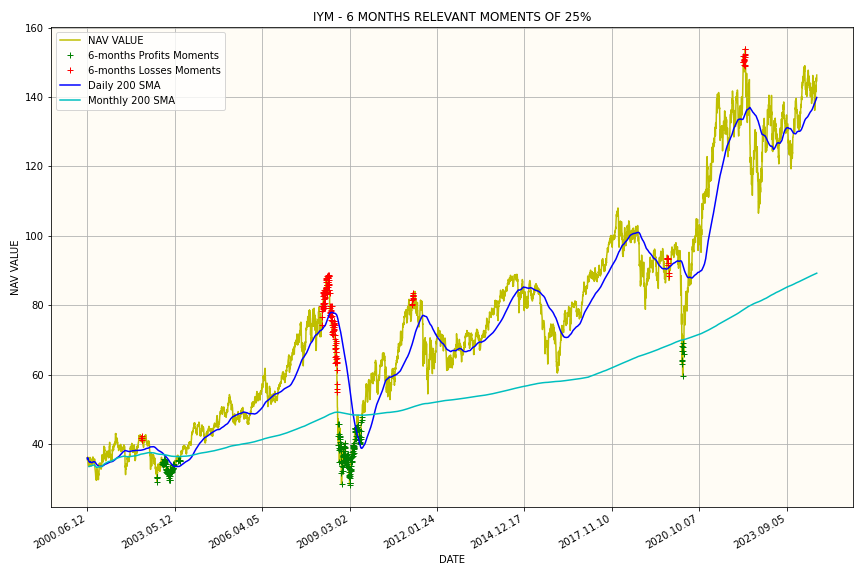 IYM - 6 MONTHS RELEVANT MOMENTS OF 25%
NAV VALUE
6-months Profits Moments
6-months Losses Moments
Daily 200 SMA
Monthly 200 SMA
160
140
120
100
80
60
40
NAV VALUE
2000.06.12
2003.05.12
2006.04.05
2009.03.02
2012.01.24
2014.12.17
2017.11.10
2020.10.07
2023.09.05
DATE